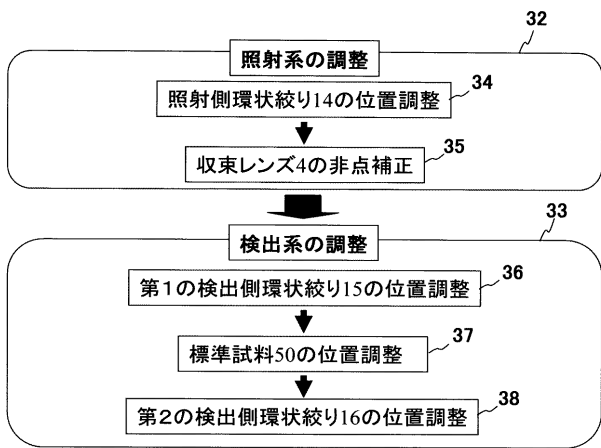 32
照射系の調整
34
照射側環状絞り14の位置調整
35
収束レンズ4の非点補正
33
検出系の調整
36
第1の検出側環状絞り15の位置調整
37
標準試料50の位置調整
38
第2の検出側環状絞り16の位置調整